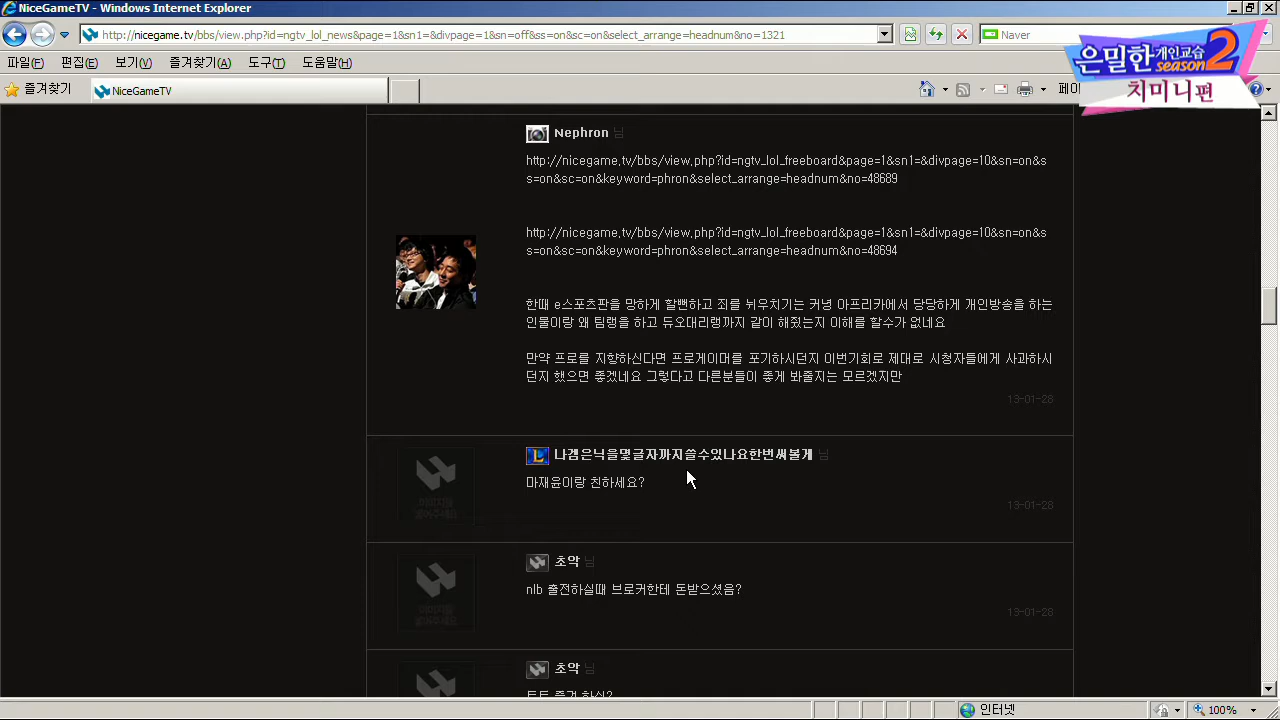 NiceGameTV - Windows Internet Explorer
http://nicegame.tv/bbs/view.php?id=ngtv_lol_news&page=1&sn1=&divpage=1&sn=off&ss=on&sc=on&select_arrange=headnum&no=1321
Naver
파일(F) 편집(E) 보기(V) 즐겨찾기(A) 도구(T) 도움말(H)
은밀한 개인교습 season 2
치미니편
즐겨찾기 NiceGameTV 페이
Nephron 님
http://nicegame.tv/bbs/view.php?id=ngtv_lol_freeboard&page=1&sn1=&divpage=10&sn=on&s
s=on&sc=on&keyword=phron&select_arrange=headnum&no=48689
http://nicegame.tv/bbs/view.php?id=ngtv_lol_freeboard&page=1&sn1=&divpage=10&sn=on&s
s=on&sc=on&keyword=phron&select_arrange=headnum&no=48694
한때 e스포츠판을 망하게 할뻔하고 죄를 뉘우치기는 커녕 아프리카에서 당당하게 개인방송을 하는
인물이랑 왜 팀랭을 하고 듀오대리랭까지 같이 해줬는지 이해를 할수가 없네요
만약 프로를 지향하신다면 프로게이머를 포기하시던지 이번기회로 제대로 시청자들에게 사과하시
던지 했으면 좋겠네요 그렇다고 다른분들이 좋게 봐줄지는 모르겠지만
13-01-28
나겜은닉을몇글자까지쓸수있나요한번써볼게 님
마재윤이랑 친하세요?
13-01-28
초악 님
nlb 출전하실때 브로커한테 돈받으셨음?
13-01-28
초악 님
인터넷
100%